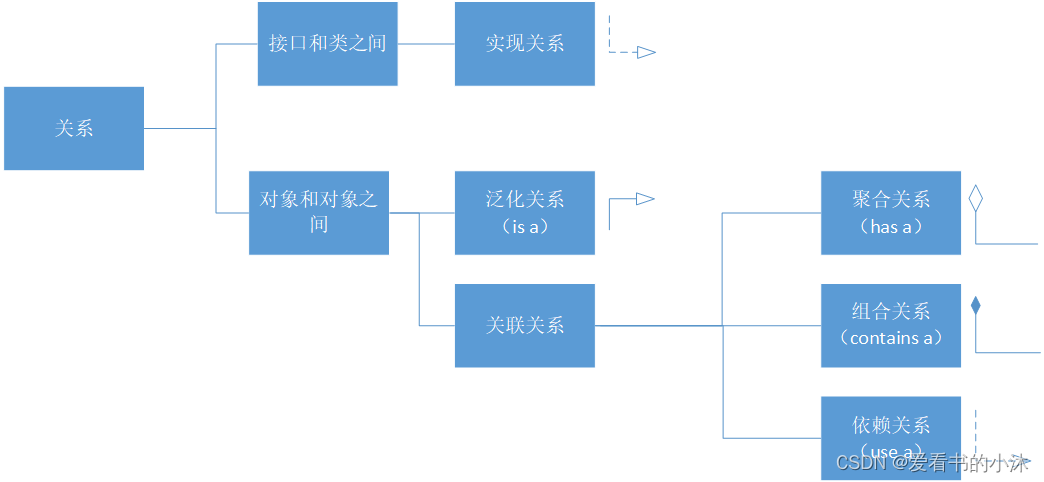 关系
接口和类之间
实现关系
对象和对象之
间
泛化关系
（is a）
关联关系
聚合关系
（has a）
组合关系
（contains a）
依赖关系
（use a）
CSDN @爱看书的小沐